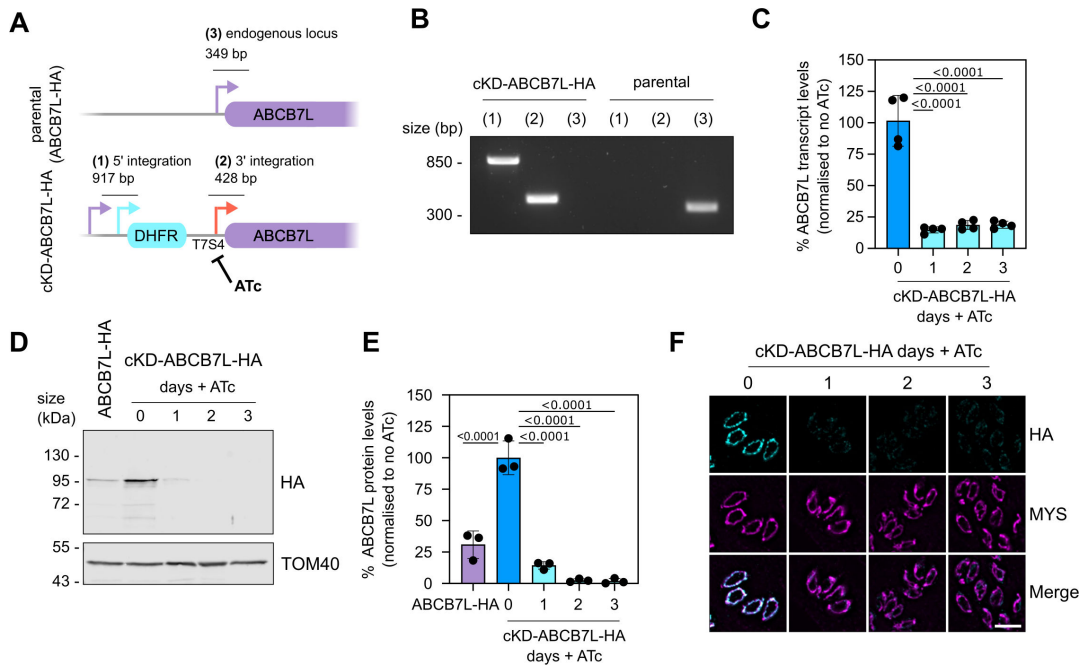 A
(3) endogenous locus
349 bp
parental
(ABCB7L-HA)
ABCB7L
(1) 5' integration
917 bp
(2) 3' integration
428 bp
cKD-ABCB7L-HA
DHFR
T7S4
ABCB7L
ATc
B
cKD-ABCB7L-HA parental
size (bp) (1) (2) (3) (1) (2) (3)
850 -
300 -
C
% ABCB7L transcript levels
(normalised to no ATc)
150
125
100
75
50
25
0
<0.0001
<0.0001
<0.0001
0 1 2 3
cKD-ABCB7L-HA
days + ATc
D
ABCB7L-HA
cKD-ABCB7L-HA
days + ATc
size
(kDa)
0 1 2 3
130 -
95 -
72 -
HA
55 -
43 -
TOM40
E
% ABCB7L protein levels
(normalised to no ATc)
150
125
100
75
50
25
0
<0.0001
<0.0001
<0.0001
<0.0001
ABCB7L-HA 0 1 2 3
cKD-ABCB7L-HA
days + ATc
F
cKD-ABCB7L-HA days + ATc
0 1 2 3
HA
MYS
Merge